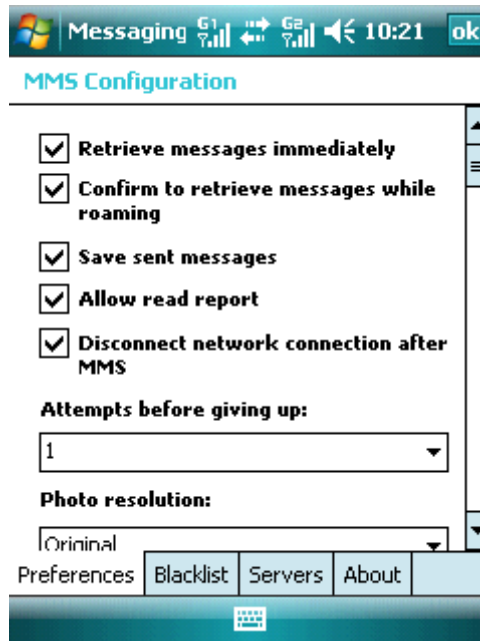 Messaging G1 G2 10:21 ok
MMS Configuration
Retrieve messages immediately
Confirm to retrieve messages while
roaming
Save sent messages
Allow read report
Disconnect network connection after
MMS
Attempts before giving up:
1
Photo resolution:
Original
Preferences Blacklist Servers About